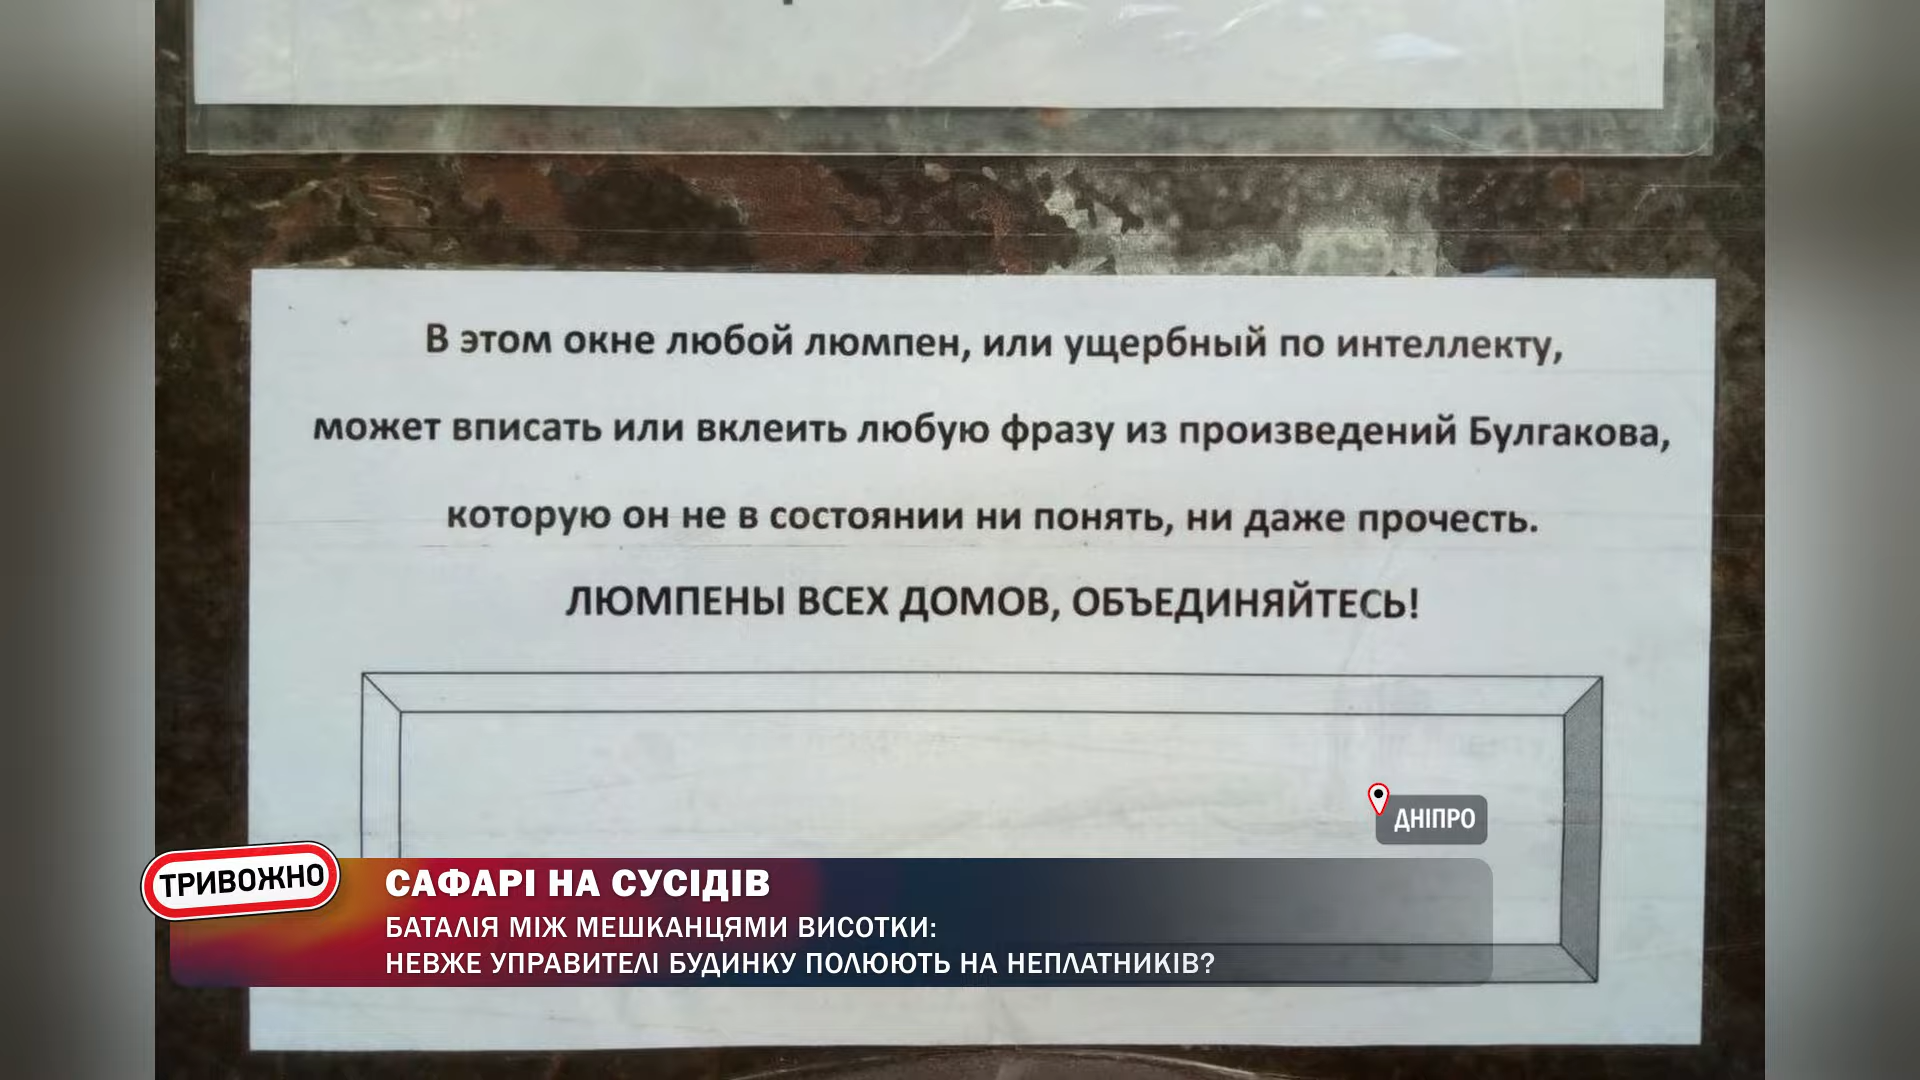 В этом окне любой люмпен, или ущербный по интеллекту,
может вписать или вклеить любую фразу из произведений Булгакова,
которую он не в состоянии ни понять, ни даже прочесть.
ЛЮМПЕНЫ ВСЕХ ДОМОВ, ОБЪЕДИНЯЙТЕСЬ!
ДНІПРО
ТРИВОЖНО
САФАРІ НА СУСІДІВ
БАТАЛІЯ МІЖ МЕШКАНЦЯМИ ВИСОТКИ:
НЕВЖЕ УПРАВИТЕЛІ БУДИНКУ ПОЛЮЮТЬ НА НЕПЛАТНИКІВ?